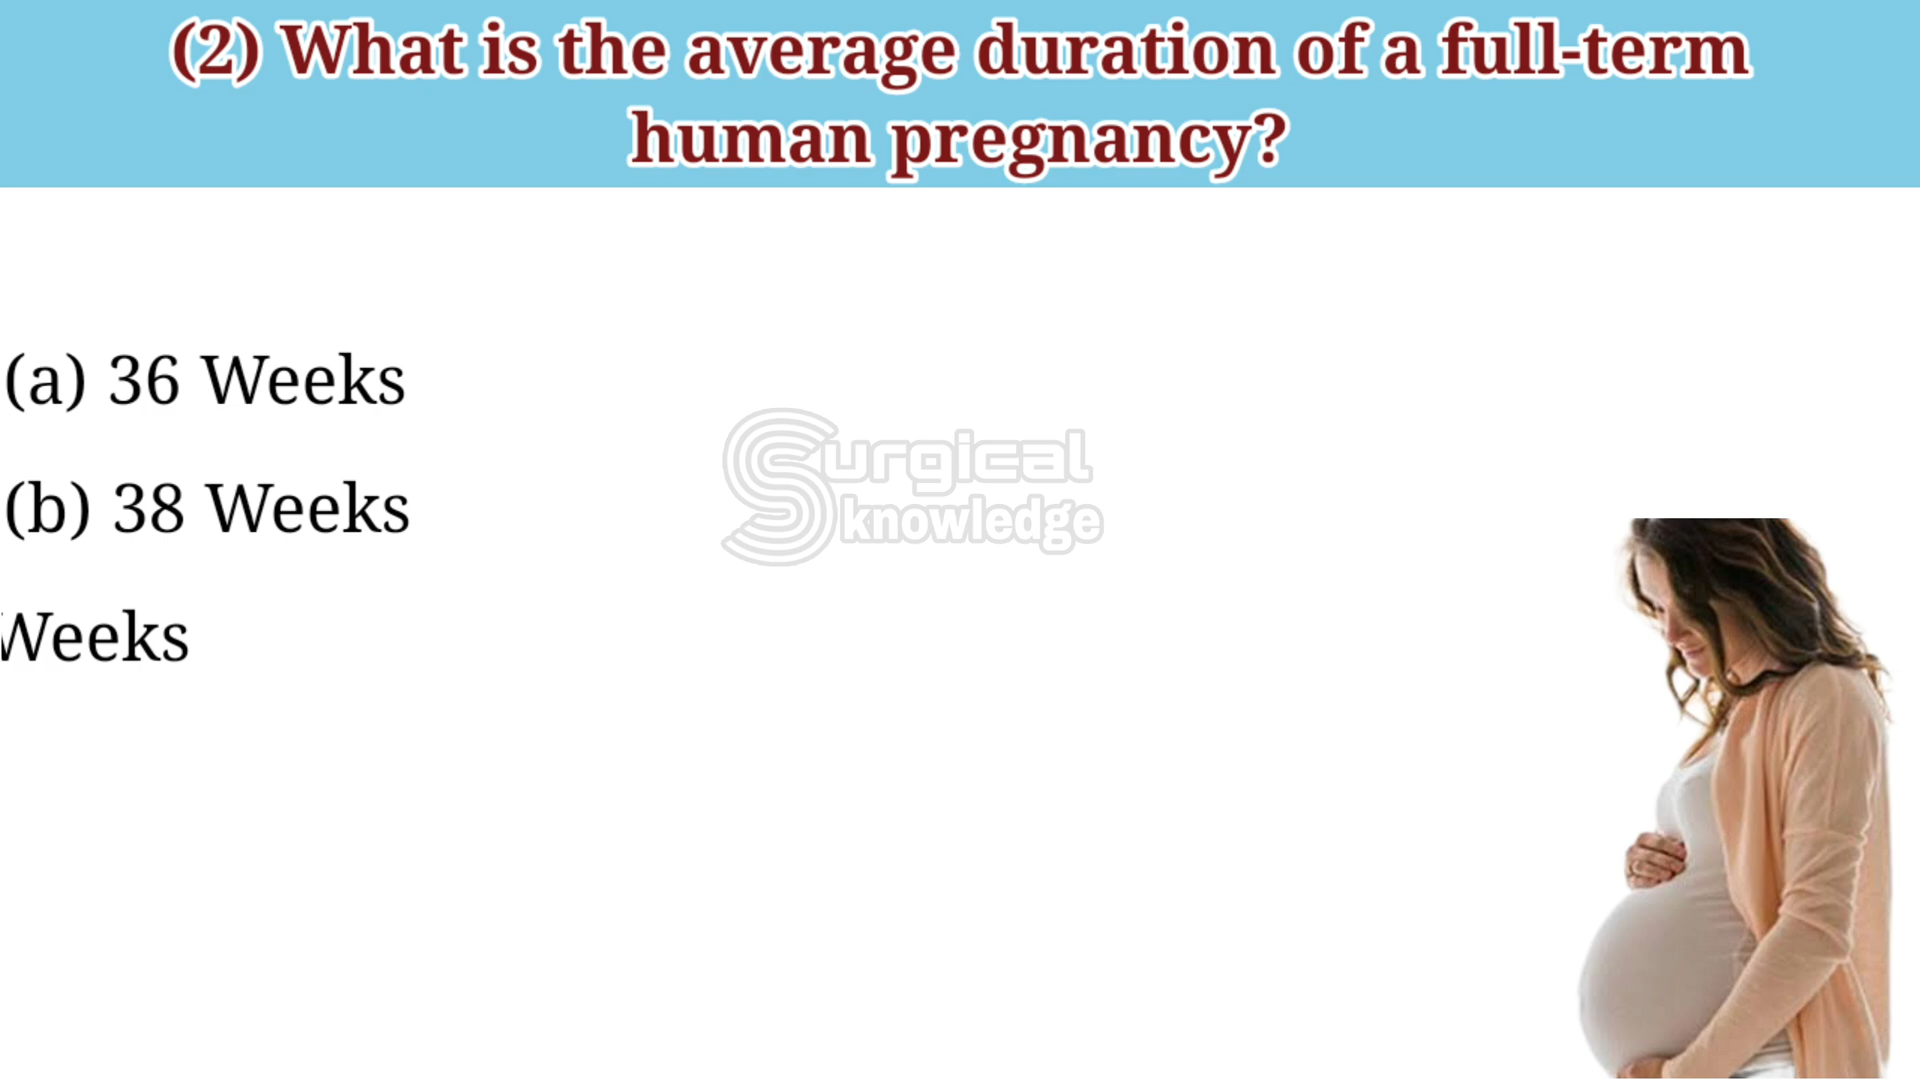 (2) What is the average duration of a full-term
human pregnancy?
(a) 36 Weeks
(b) 38 Weeks
Weeks
Surgical
knowledge